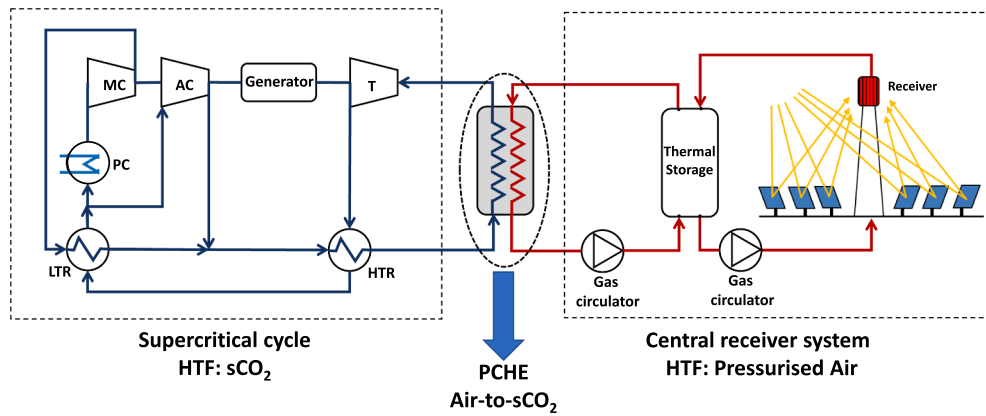 MC
AC
Generator
T
PC
LTR
HTR
Receiver
Thermal
Storage
Gas
circulator
Gas
circulator
Supercritical cycle
HTF: sCO₂
PCHE
Air-to-sCO₂
Central receiver system
HTF: Pressurised Air